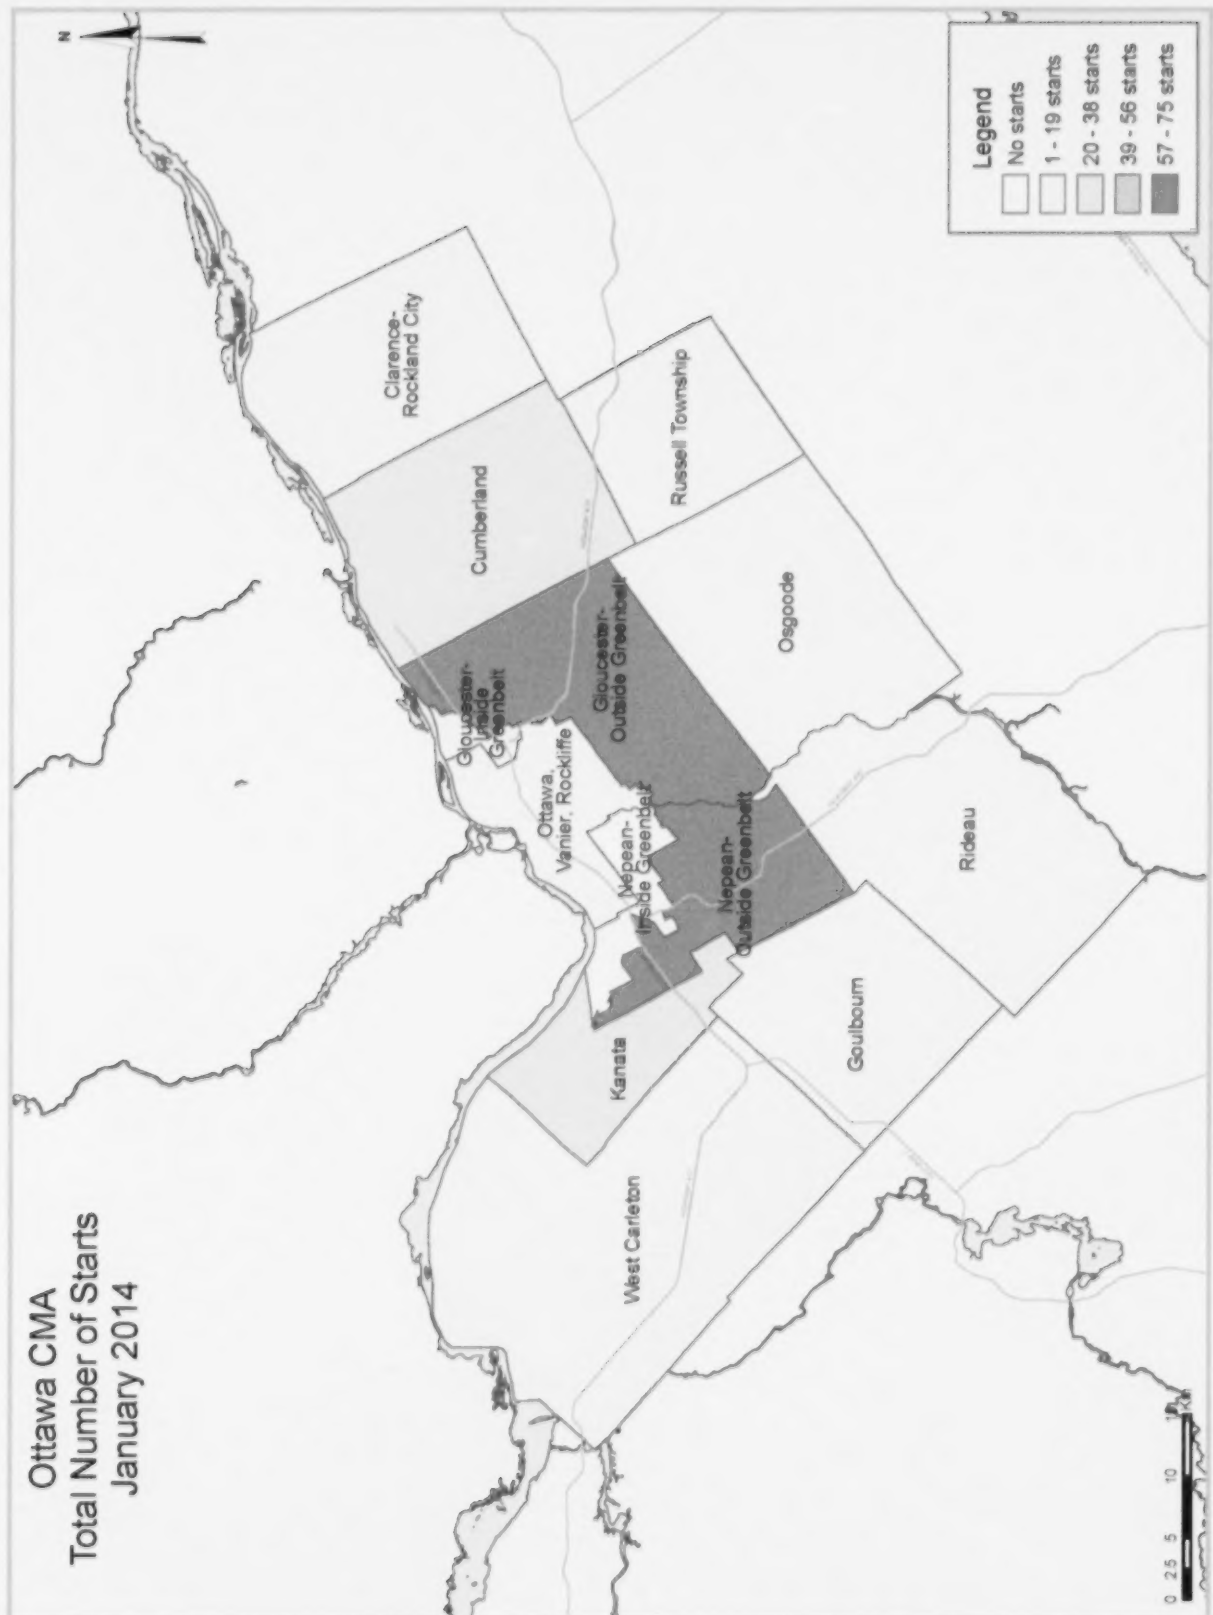 Ottawa CMA
Total Number of Starts
January 2014
N
West Carleton
Kanata
Goulbourn
Rideau
Nepean-
Outside Greenbelt
Nepean-
Inside Greenbelt
Ottawa,
Vanier, Rockliffe
Gloucester-
Inside
Greenbelt
Gloucester-
Outside Greenbelt
Osgoode
Cumberland
Russell Township
Clarence-
Rockland City
Legend
No starts
1 - 19 starts
20 - 38 starts
39 - 56 starts
57 - 75 starts
0 2.5 5 10
Km